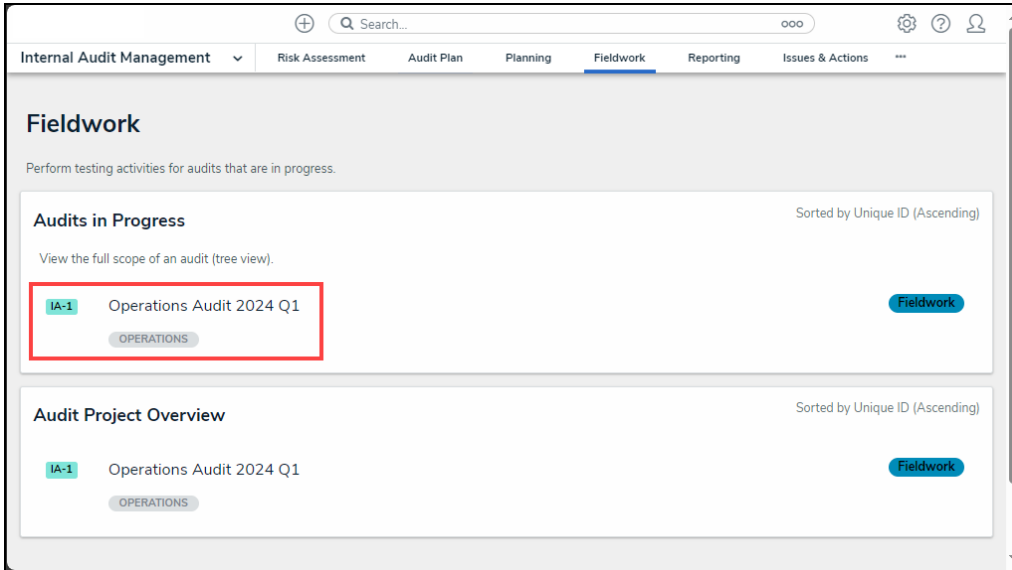 Search...
Internal Audit Management Risk Assessment Audit Plan Planning Fieldwork Reporting Issues & Actions
Fieldwork
Perform testing activities for audits that are in progress.
Audits in Progress Sorted by Unique ID (Ascending)
View the full scope of an audit (tree view).
IA-1 Operations Audit 2024 Q1 Fieldwork
OPERATIONS
Audit Project Overview Sorted by Unique ID (Ascending)
IA-1 Operations Audit 2024 Q1 Fieldwork
OPERATIONS